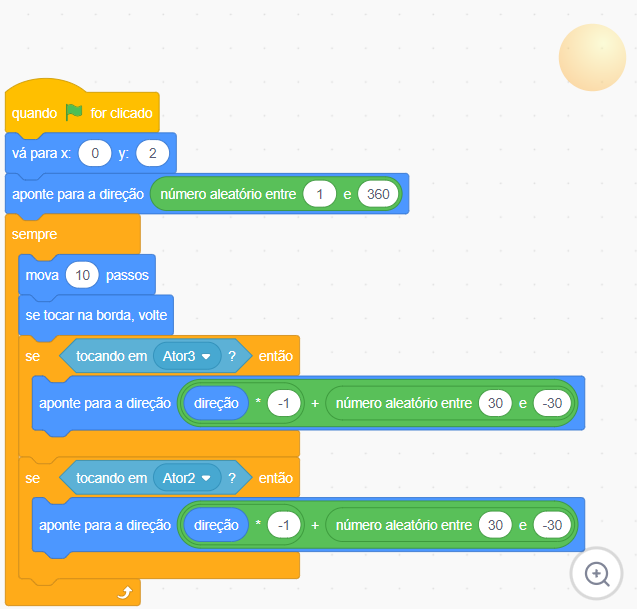 quando for clicado
vá para x: 0 y: 2
aponte para a direção número aleatório entre 1 e 360
sempre
mova 10 passos
se tocar na borda, volte
se tocando em Ator3 ? então
aponte para a direção direção * -1 + número aleatório entre 30 e -30
se tocando em Ator2 ? então
aponte para a direção direção * -1 + número aleatório entre 30 e -30